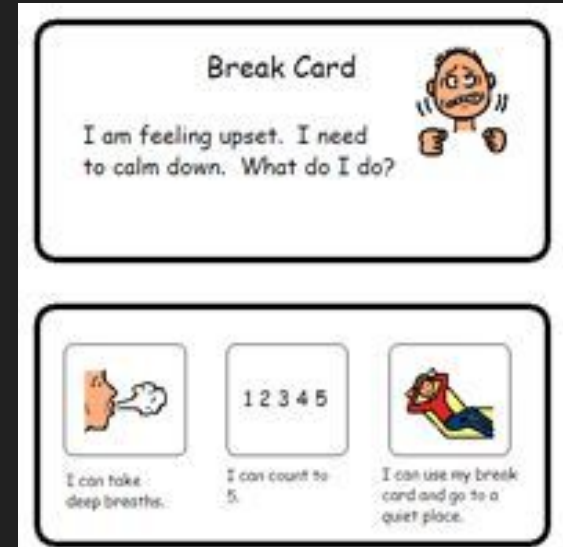 Break Card
I am feeling upset. I need
to calm down. What do I do?
1 2 3 4 5
I can take
deep breaths.
I can count to
5.
I can use my break
card and go to a
quiet place.